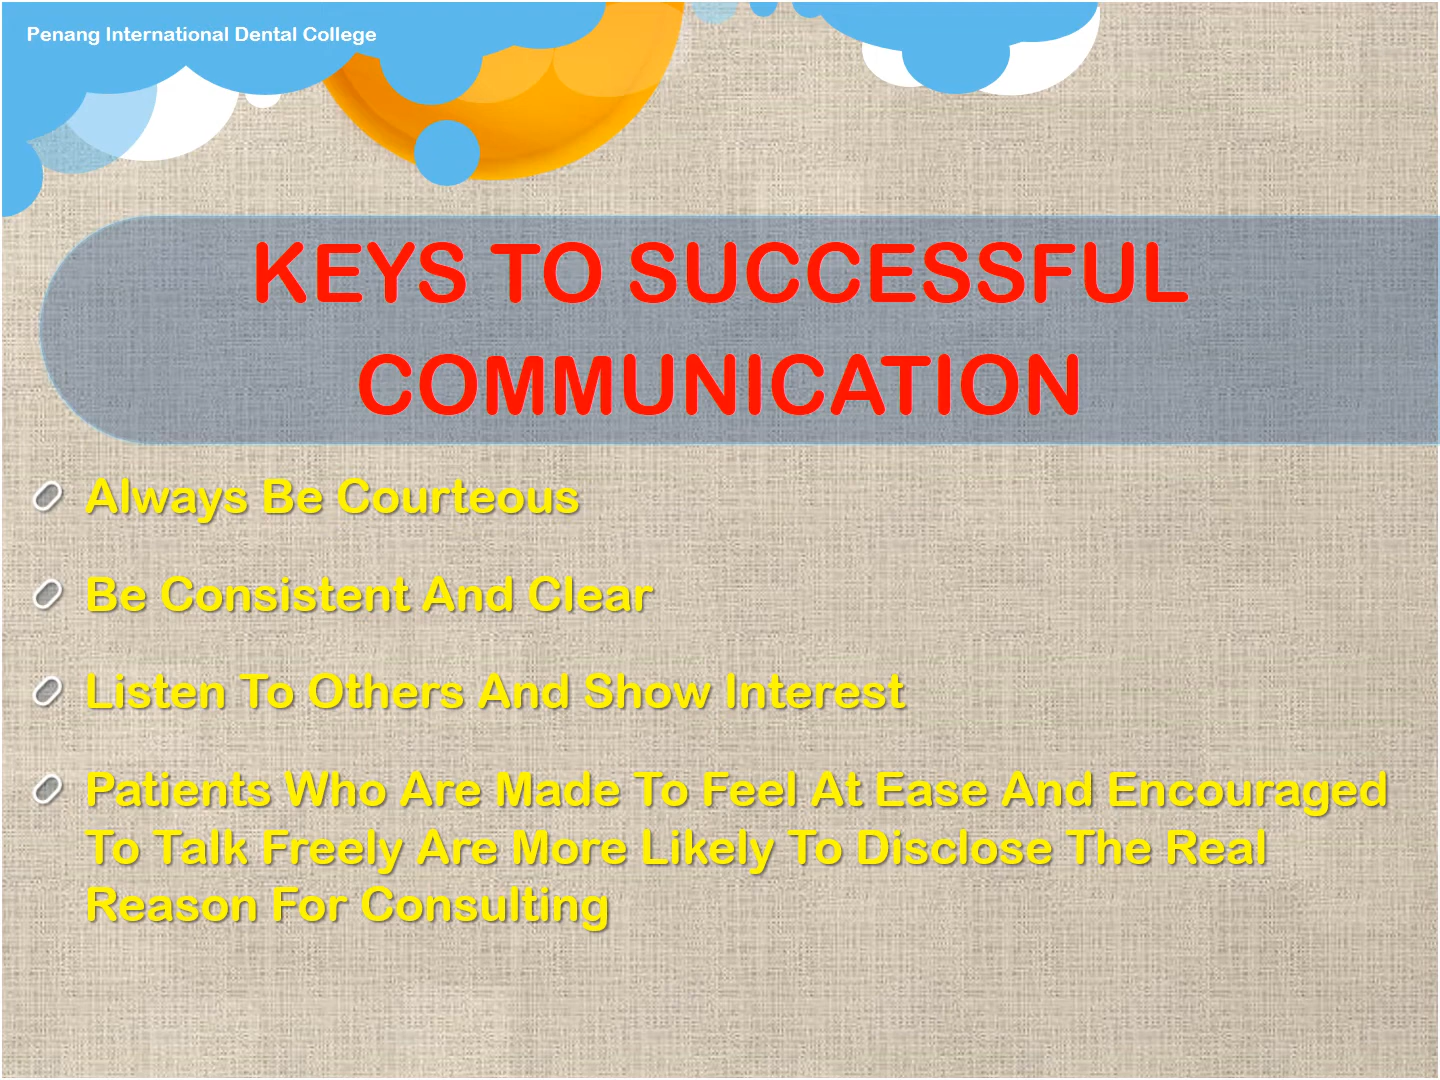 Penang International Dental College
KEYS TO SUCCESSFUL
COMMUNICATION
Always Be Courteous
Be Consistent And Clear
Listen To Others And Show Interest
Patients Who Are Made To Feel At Ease And Encouraged
To Talk Freely Are More Likely To Disclose The Real
Reason For Consulting